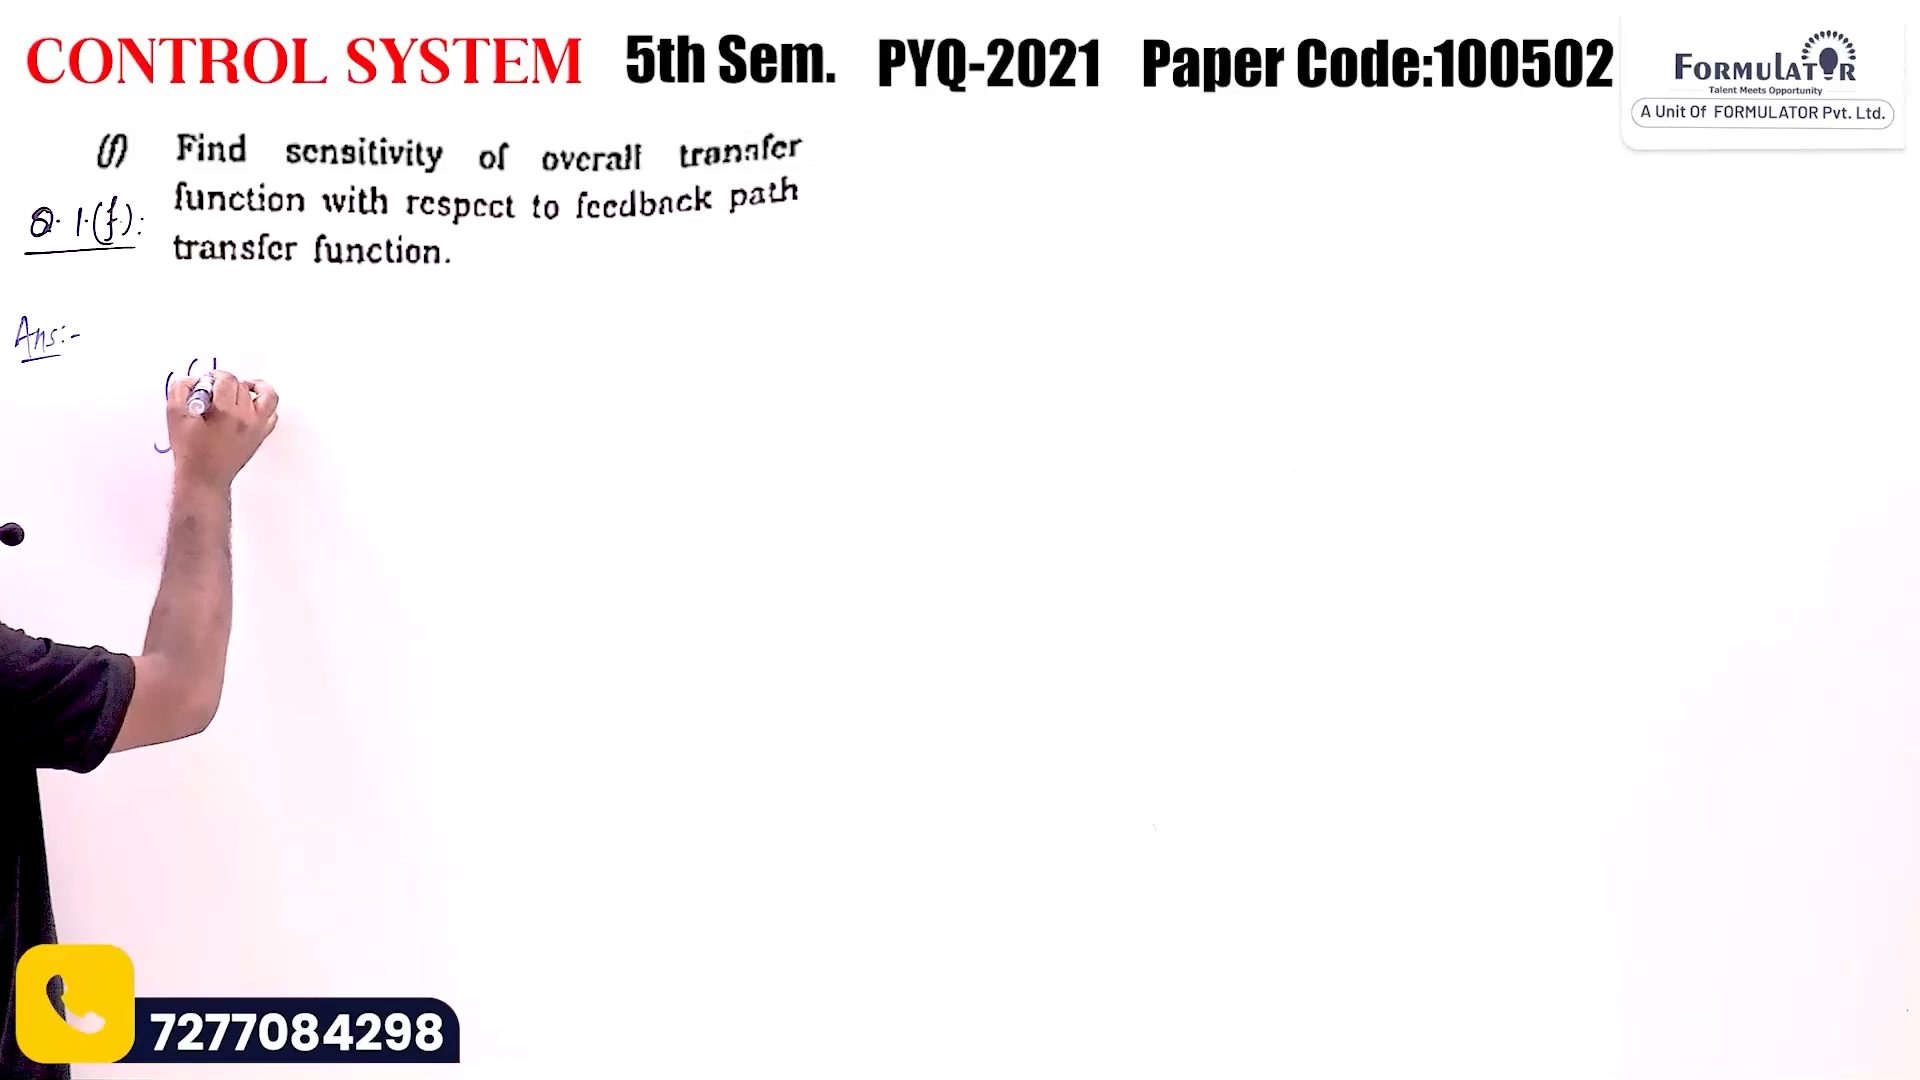 CONTROL SYSTEM 5th Sem. PYQ-2021 Paper Code:100502
FORMULATOR
Talent Meets Opportunity
A Unit Of FORMULATOR Pvt. Ltd.
(f) Find sensitivity of overall transfer
function with respect to feedback path
transfer function.
Q. 1.(f):
Ans:-
7277084298